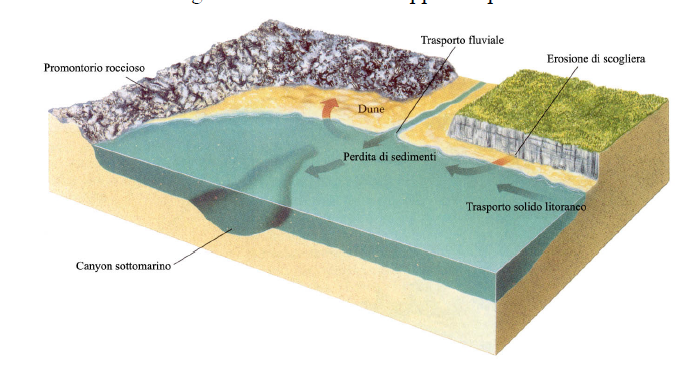 Trasporto fluviale
Erosione di scogliera
Promontorio roccioso
Dune
Perdita di sedimenti
Trasporto solido litoraneo
Canyon sottomarino